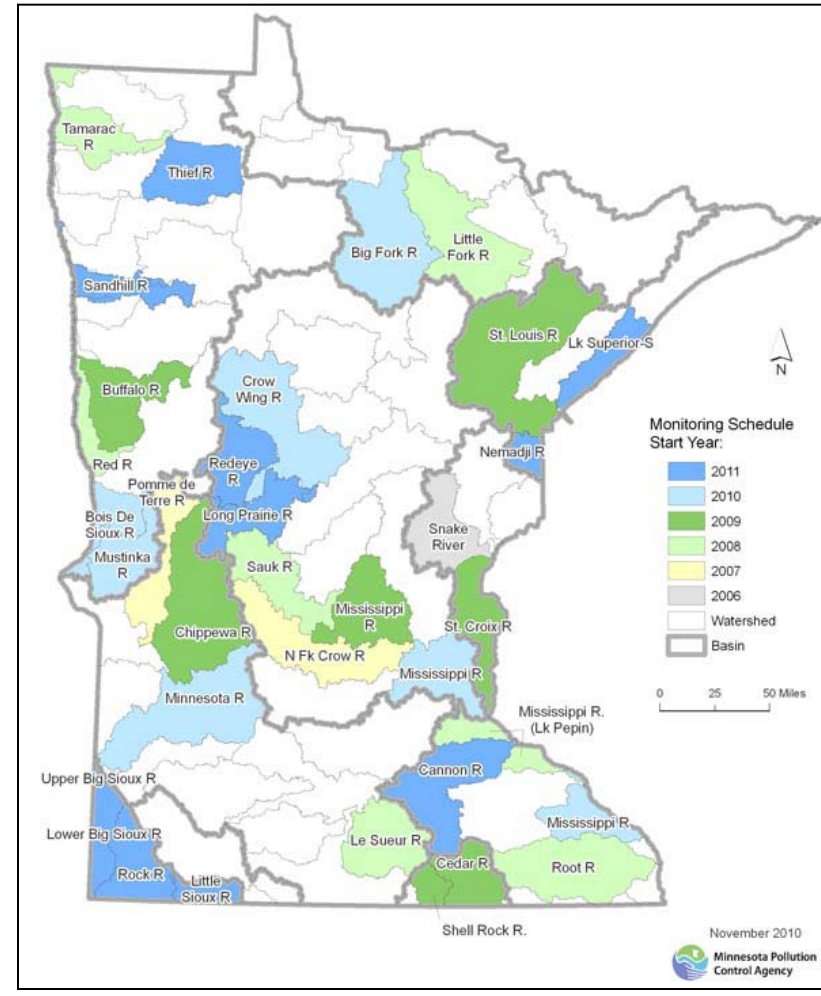 Tamarac
R
Thief R
Big Fork R
Little
Fork R
Sandhill R
St. Louis R
Lk Superior-S
N
Buffalo R
Crow
Wing R
Red R
Redeye
R
Nemadji R
Pomme de
Terre R
Bois De
Sioux R
Long Prairie R
Snake
River
Mustinka
R
Sauk R
Mississippi
R
Chippewa R
St. Croix R
N Fk Crow R
Mississippi R
Minnesota R
Mississippi R.
(Lk Pepin)
Upper Big Sioux R
Cannon R
Lower Big Sioux R
Mississippi R
Le Sueur R
Cedar R
Root R
Rock R
Little
Sioux R
Shell Rock R.
Monitoring Schedule
Start Year:
2011
2010
2009
2008
2007
2006
Watershed
Basin
0 25 50 Miles
November 2010
Minnesota Pollution
Control Agency